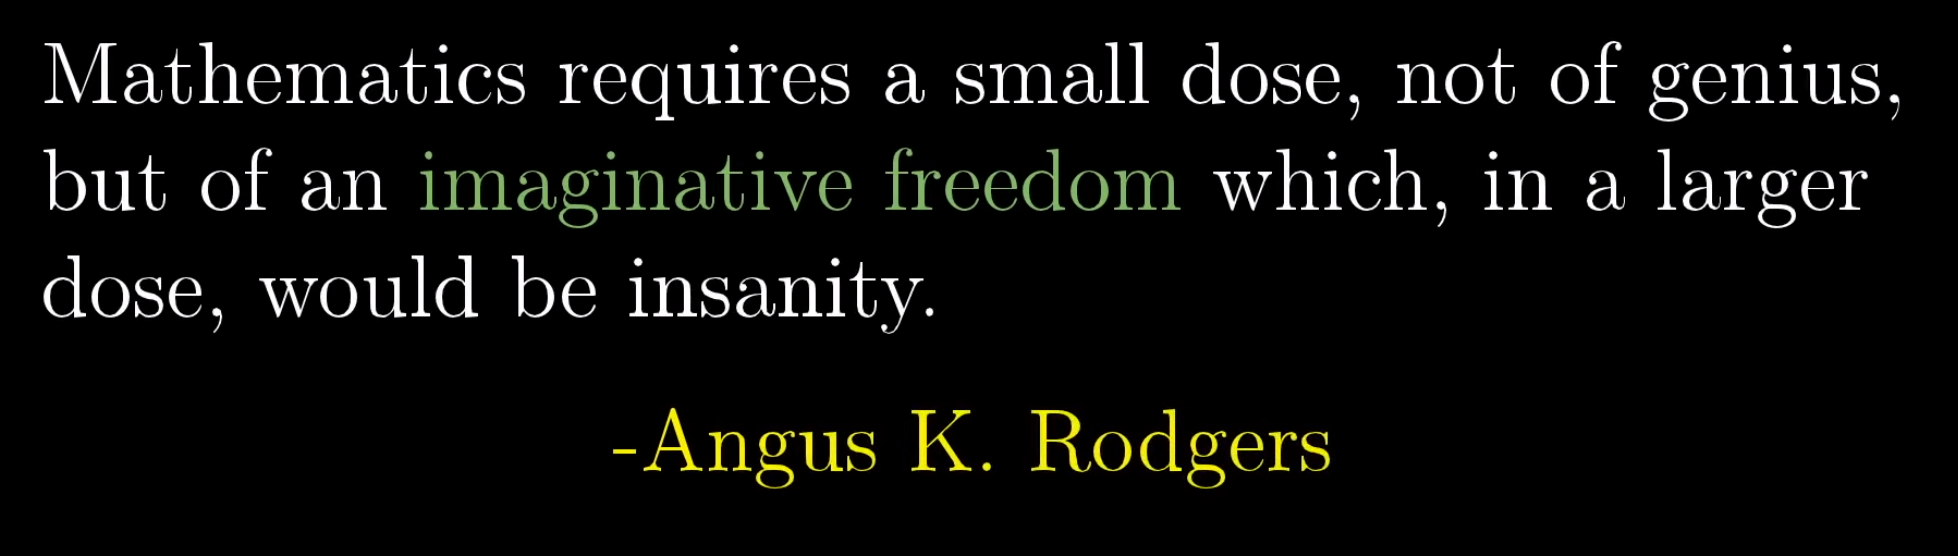 Mathematics requires a small dose, not of genius,
but of an imaginative freedom which, in a larger
dose, would be insanity.
-Angus K. Rodgers